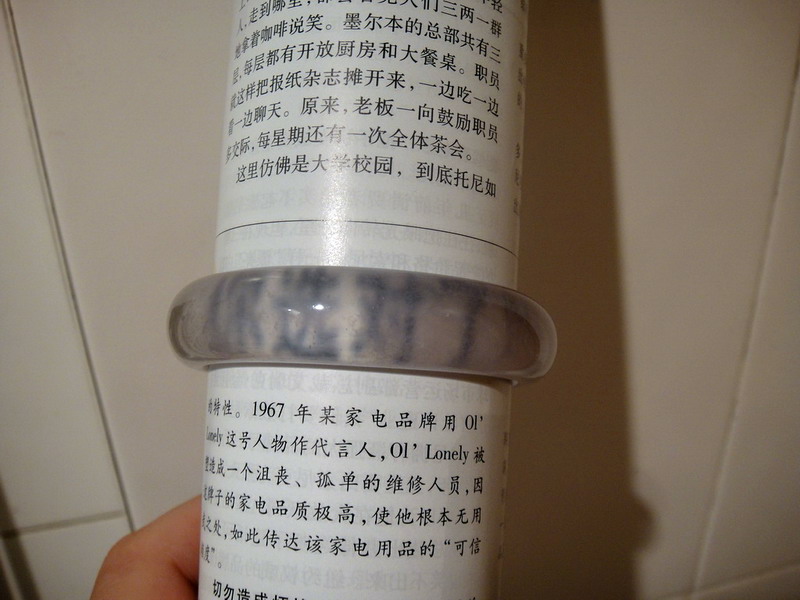 人,走到哪里,都会看见人们三两一群
地拿着咖啡说笑。墨尔本的总部共有三
层,每层都有开放厨房和大餐桌。职员
就这样把报纸杂志摊开来,一边吃一边
看一边聊天。原来,老板一向鼓励职员
多交际,每星期还有一次全体茶会。
这里仿佛是大学校园,到底托尼如
你选对了
的特性。1967 年某家电品牌用 Ol’
Lonely 这号人物作代言人,Ol’ Lonely 被
塑造成一个沮丧、孤单的维修人员,因
牌子的家电品质极高,使他根本无用
武之处,如此传达该家电用品的“可信
赖度”。
切勿造成